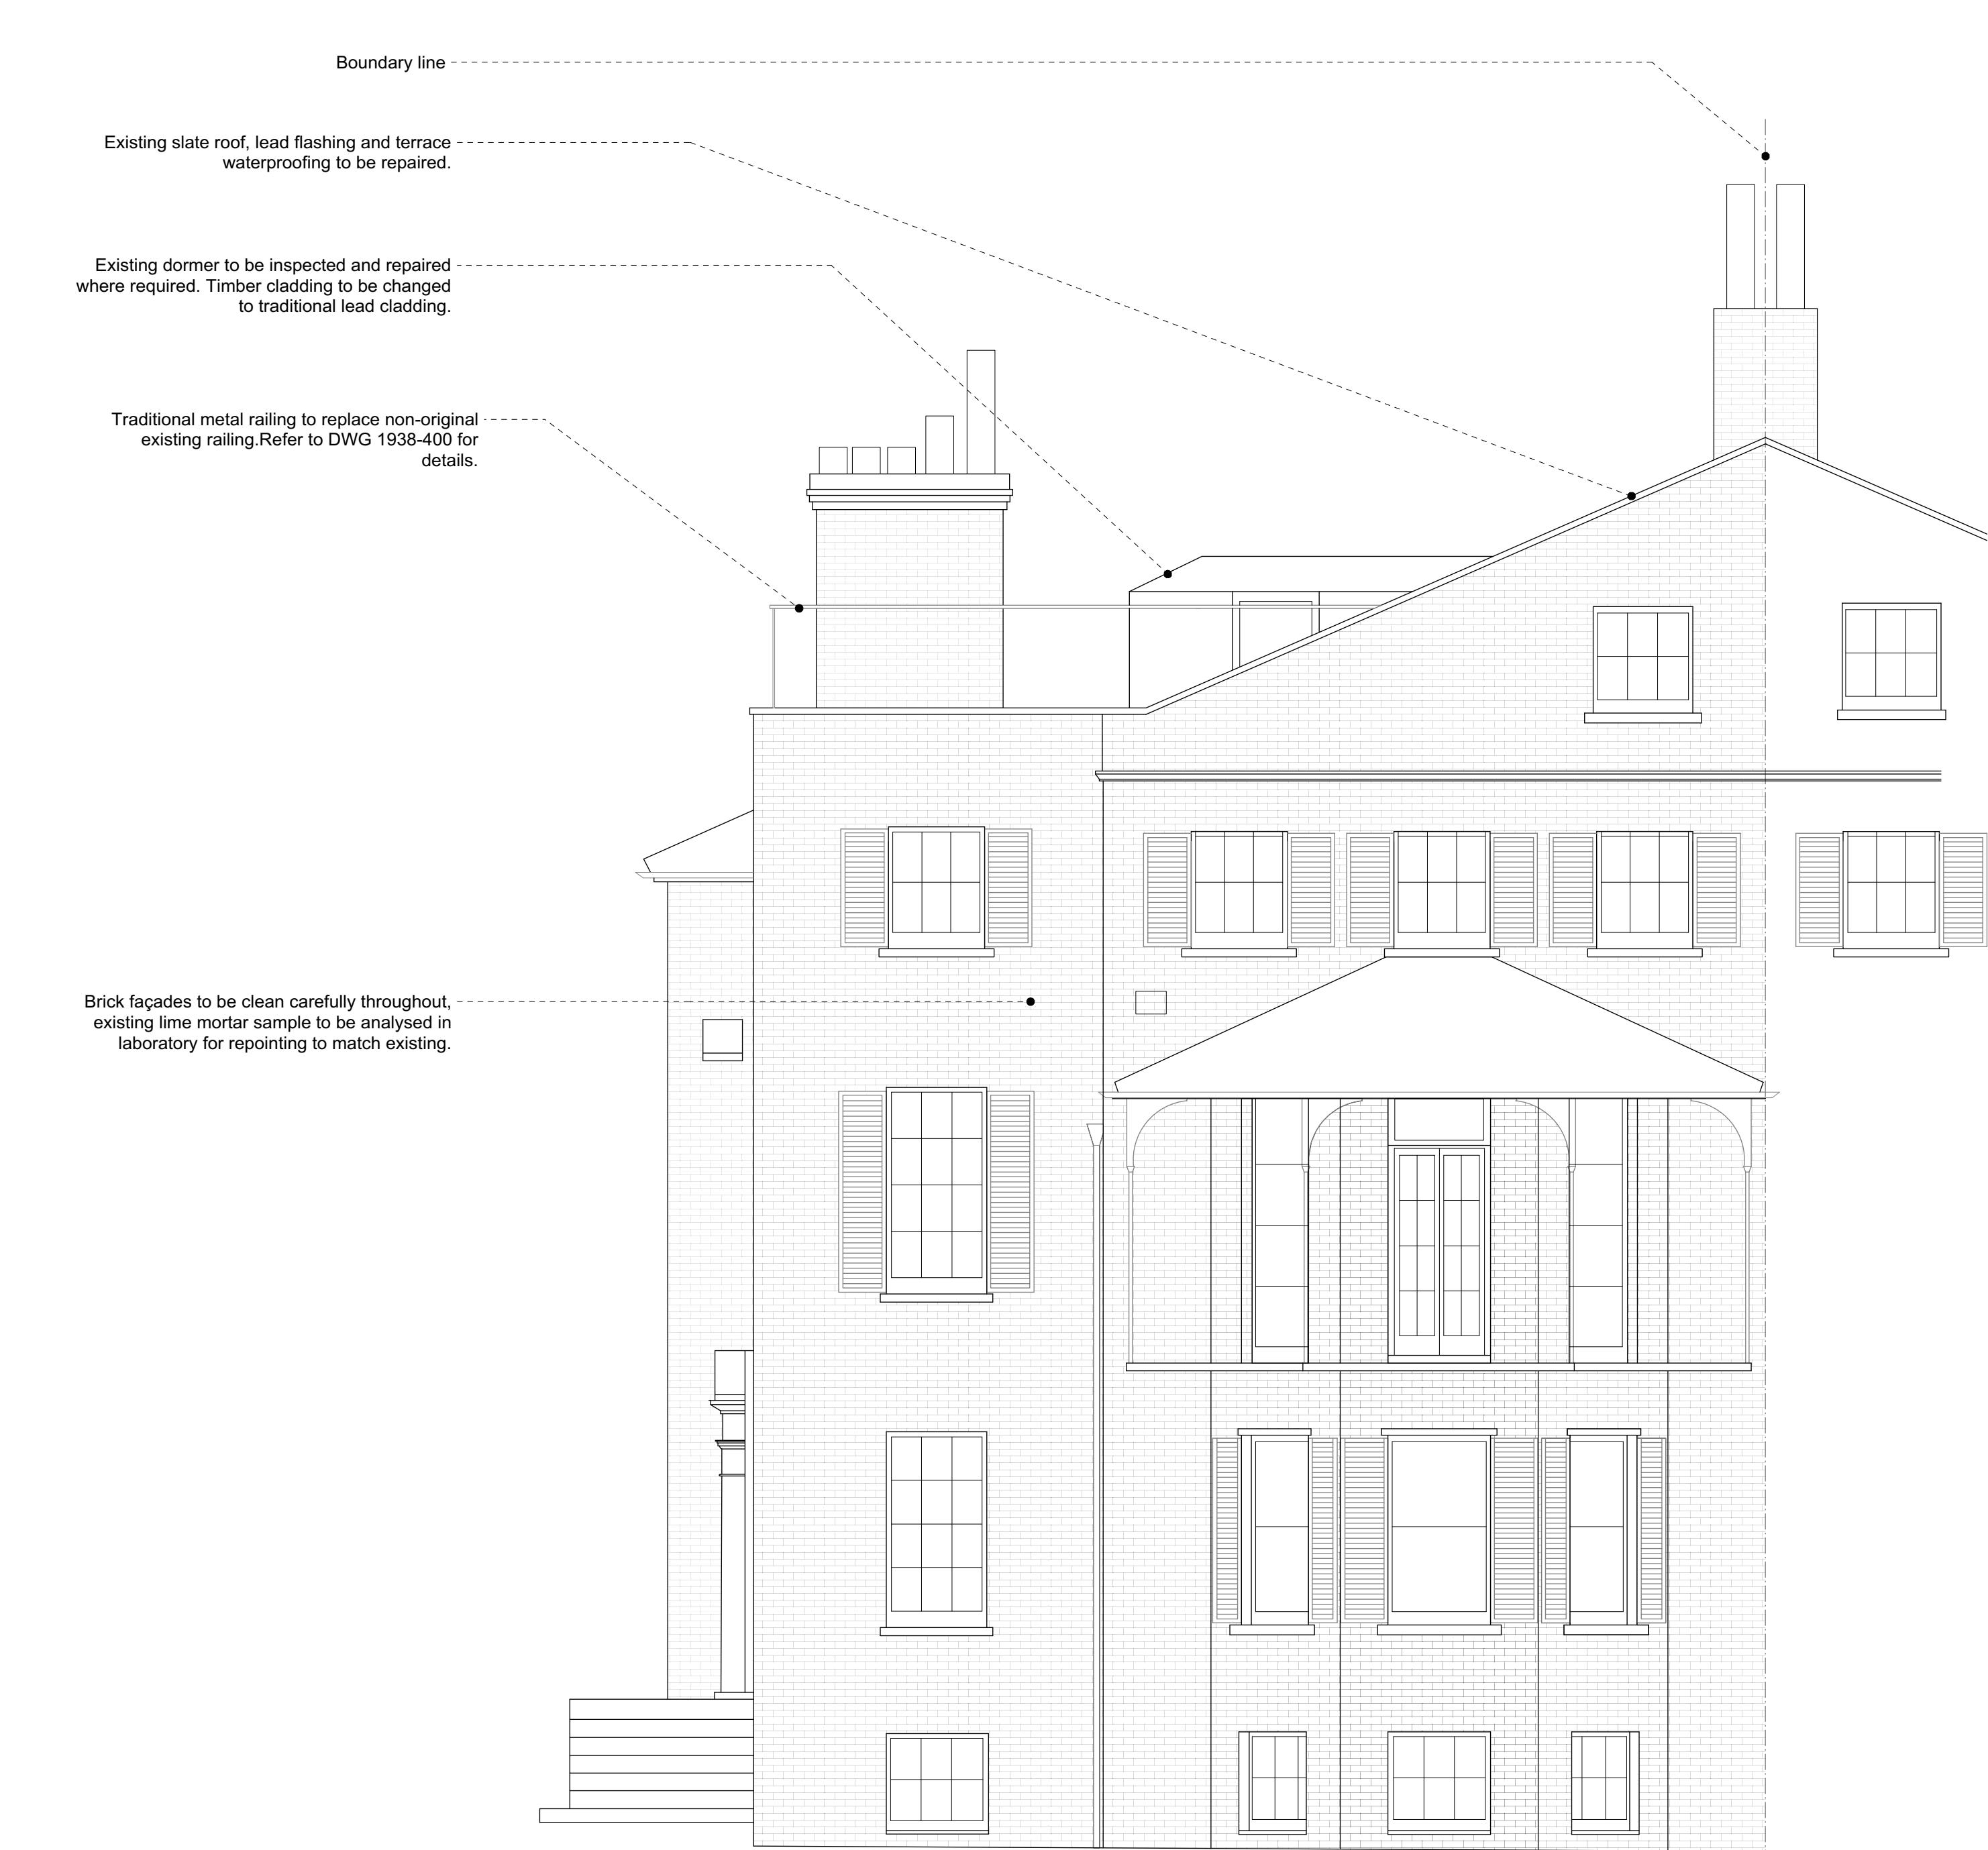 Boundary line
Existing slate roof, lead flashing and terrace
waterproofing to be repaired.
Existing dormer to be inspected and repaired
where required. Timber cladding to be changed
to traditional lead cladding.
Traditional metal railing to replace non-original
existing railing.Refer to DWG 1938-400 for
details.
Brick façades to be clean carefully throughout,
existing lime mortar sample to be analysed in
laboratory for repointing to match existing.